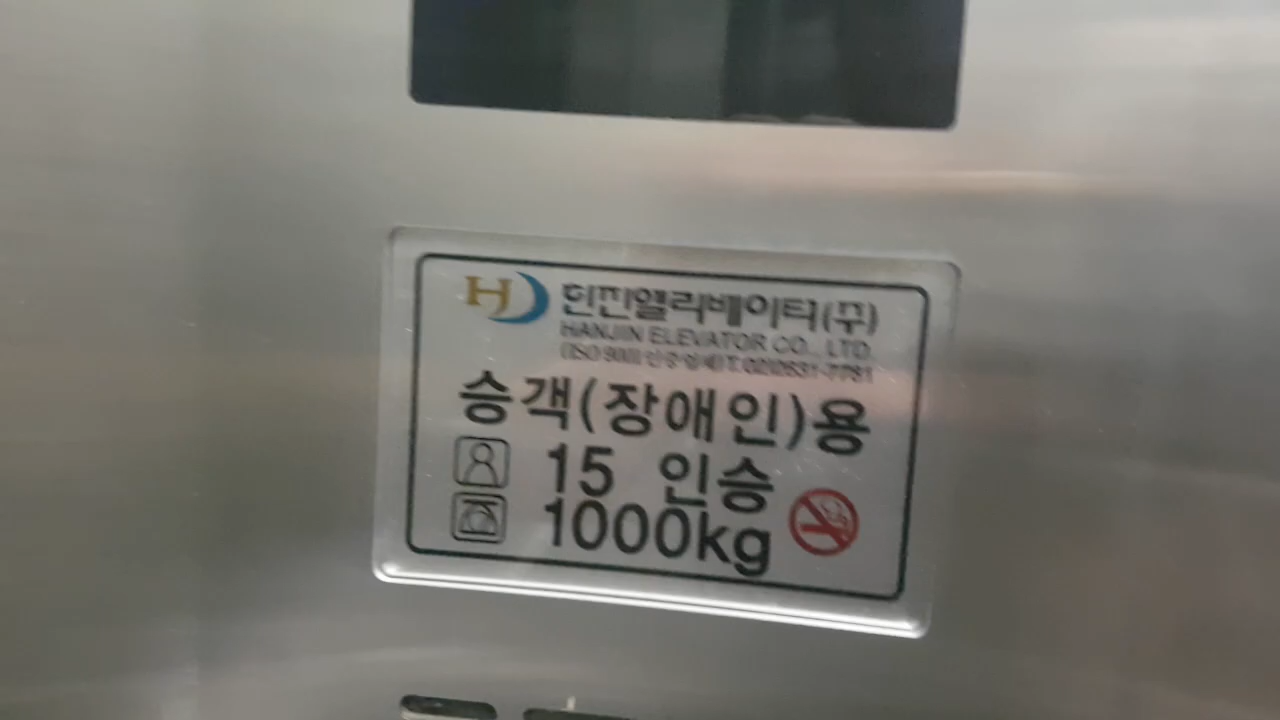 HJ 한진엘리베이터(주)
HANJIN ELEVATOR CO., LTD.
승객(장애인)용
15 인승
1000kg